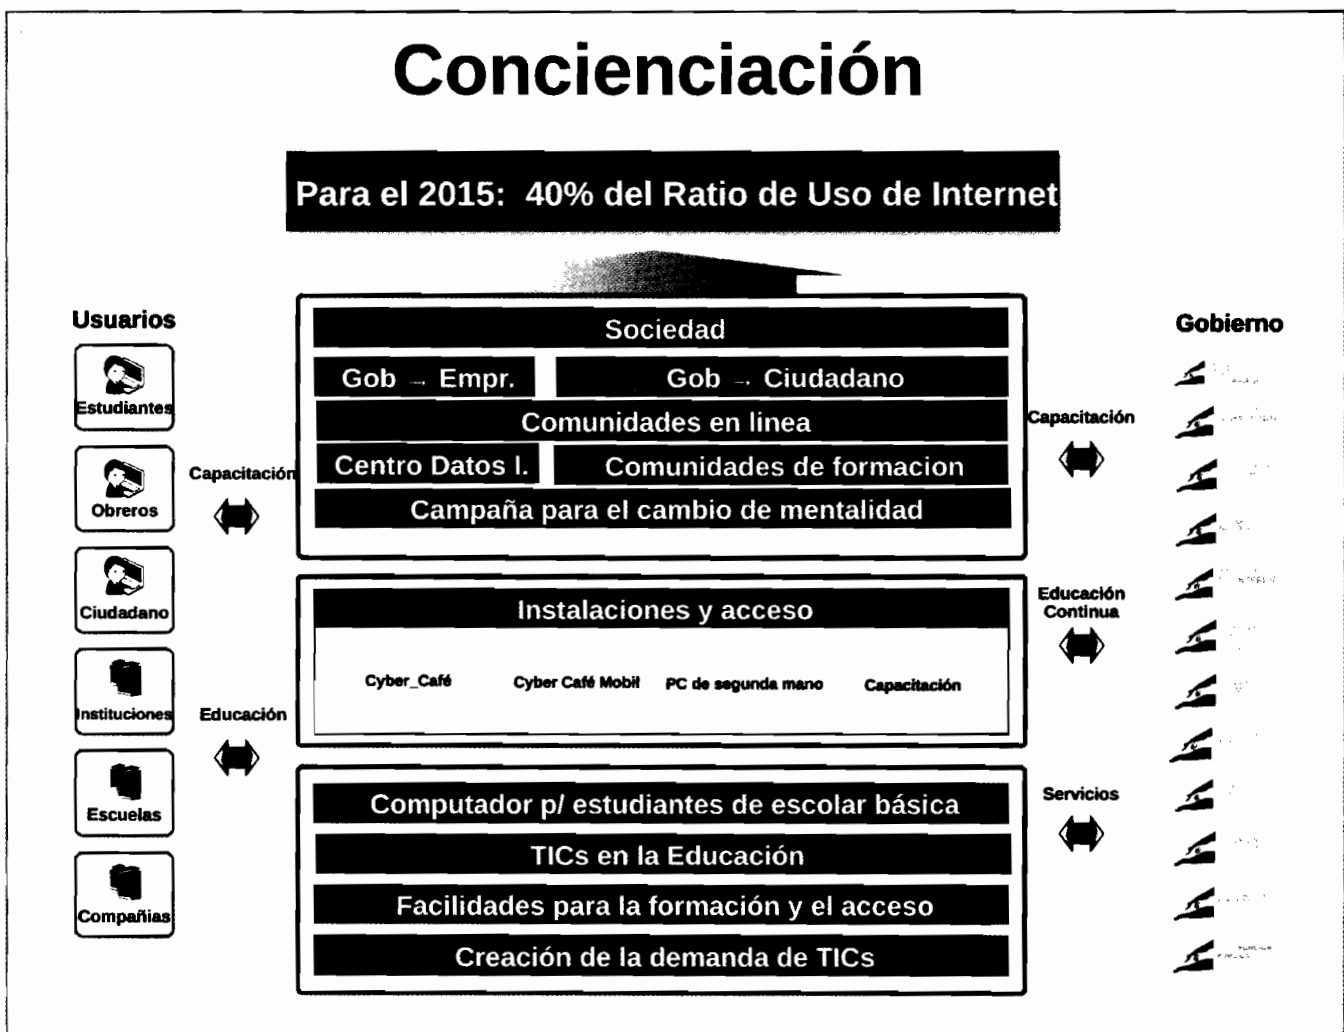 Concienciación
Para el 2015: 40% del Ratio de Uso de Internet
Usuarios
Estudiantes
Obreros
Ciudadano
Instituciones
Escuelas
Compañias
Capacitación
Educación
Sociedad
Gob → Empr.
Gob → Ciudadano
Comunidades en linea
Centro Datos I.
Comunidades de formacion
Campaña para el cambio de mentalidad
Instalaciones y acceso
Cyber_Café
Cyber Café Mobil
PC de segunda mano
Capacitación
Computador p/ estudiantes de escolar básica
TICs en la Educación
Facilidades para la formación y el acceso
Creación de la demanda de TICs
Capacitación
Educación
Continua
Servicios
Gobierno